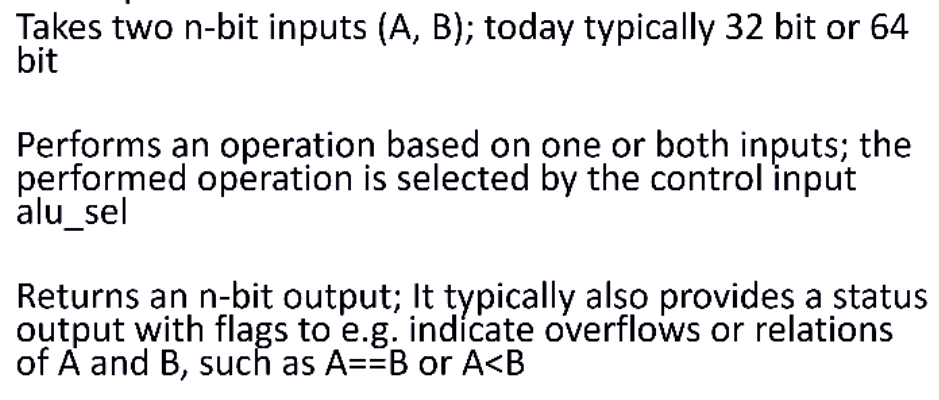 Takes two n-bit inputs (A, B); today typically 32 bit or 64
bit
Performs an operation based on one or both inputs; the
performed operation is selected by the control input
alu_sel
Returns an n-bit output; It typically also provides a status
output with flags to e.g. indicate overflows or relations
of A and B, such as A==B or A<B